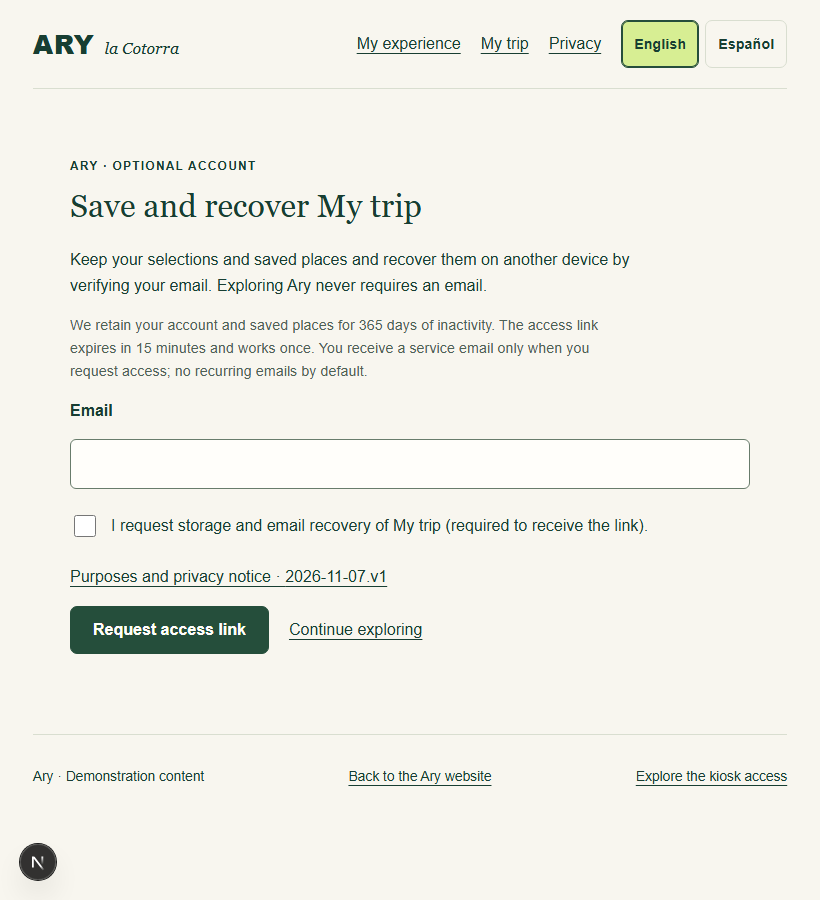 ARY la Cotorra
My experience My trip Privacy English Español
ARY · OPTIONAL ACCOUNT
Save and recover My trip
Keep your selections and saved places and recover them on another device by
verifying your email. Exploring Ary never requires an email.
We retain your account and saved places for 365 days of inactivity. The access link
expires in 15 minutes and works once. You receive a service email only when you
request access; no recurring emails by default.
Email
I request storage and email recovery of My trip (required to receive the link).
Purposes and privacy notice · 2026-11-07.v1
Request access link Continue exploring
Ary · Demonstration content Back to the Ary website Explore the kiosk access
N